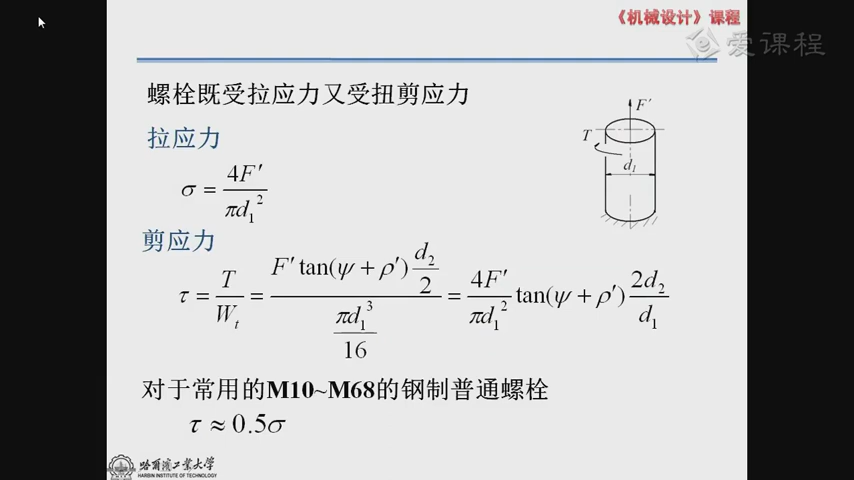 《机械设计》课程
爱课程
螺栓既受拉应力又受扭剪应力
拉应力
σ = 4F′ / πd₁²
剪应力
τ = T / Wₜ = F′tan(ψ + ρ′) d₂/2 / (πd₁³/16) = 4F′/πd₁² tan(ψ + ρ′) 2d₂/d₁
F′
T
d₁
对于常用的M10~M68的钢制普通螺栓
τ ≈ 0.5σ
哈爾濱工業大學
HARBIN INSTITUTE OF TECHNOLOGY